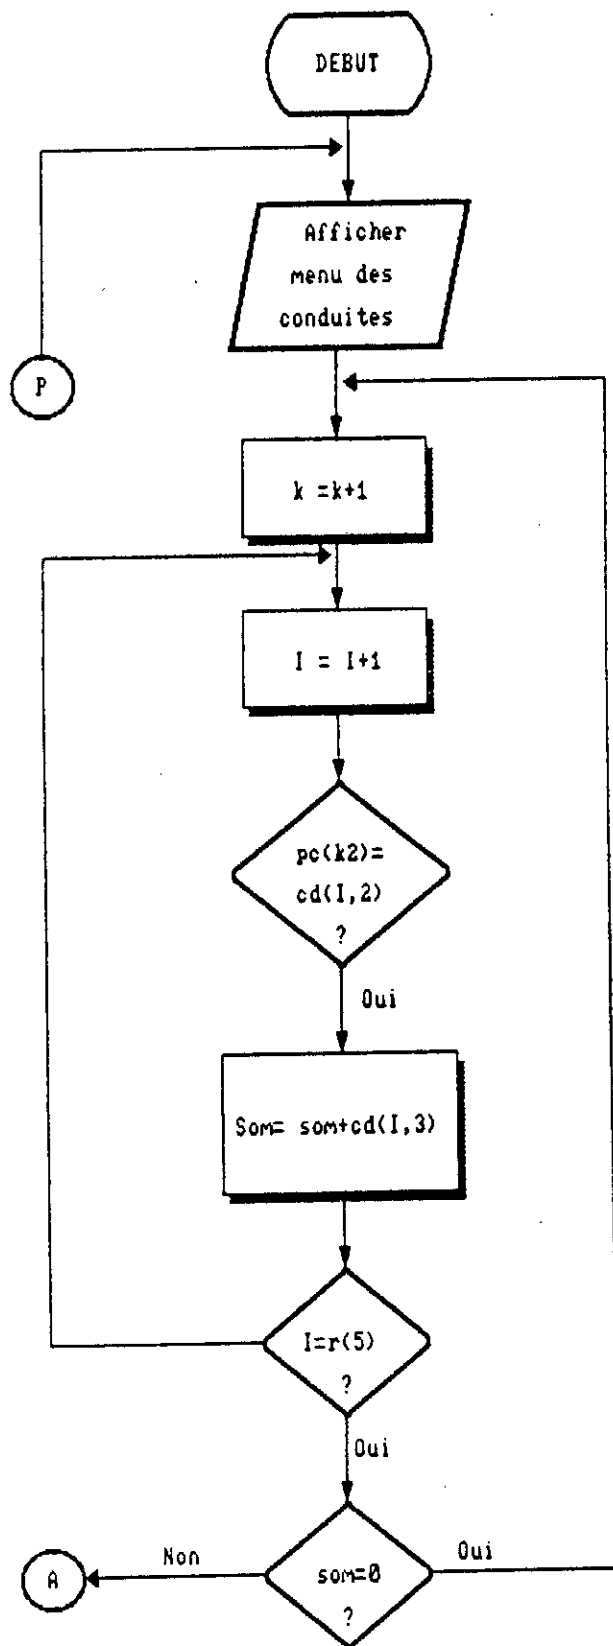 DEBUT
Afficher
menu des
conduites
P
k =k+1
I = I+1
pc(k2)=
cd(I,2)
?
Oui
Som= som+cd(I,3)
I=r(5)
?
Oui
A
Non
som=0
?
Oui